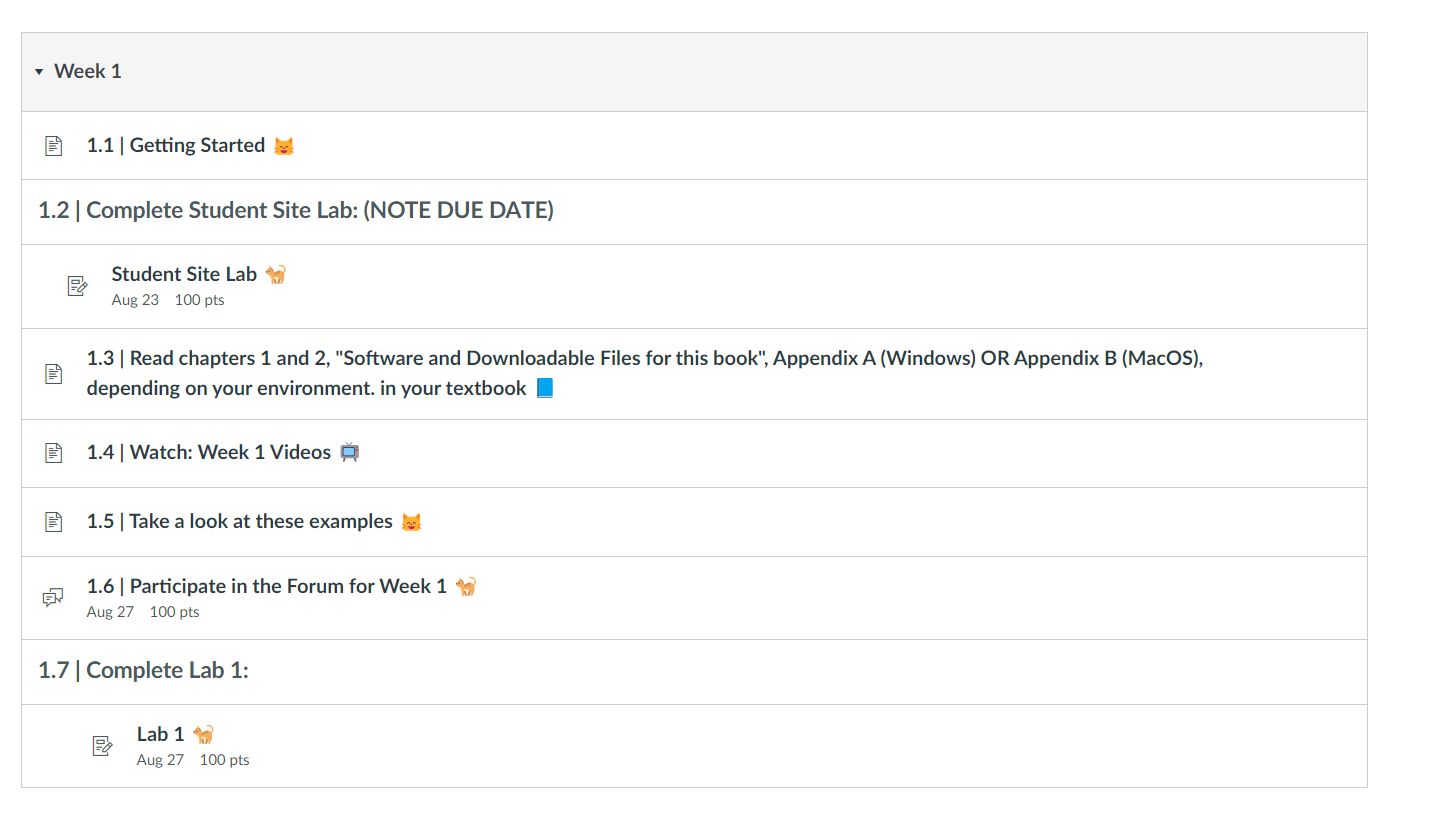 Week 1
1.1 | Getting Started
1.2 | Complete Student Site Lab: (NOTE DUE DATE)
Student Site Lab
Aug 23 100 pts
1.3 | Read chapters 1 and 2, "Software and Downloadable Files for this book", Appendix A (Windows) OR Appendix B (MacOS),
depending on your environment. in your textbook
1.4 | Watch: Week 1 Videos
1.5 | Take a look at these examples
1.6 | Participate in the Forum for Week 1
Aug 27 100 pts
1.7 | Complete Lab 1:
Lab 1
Aug 27 100 pts